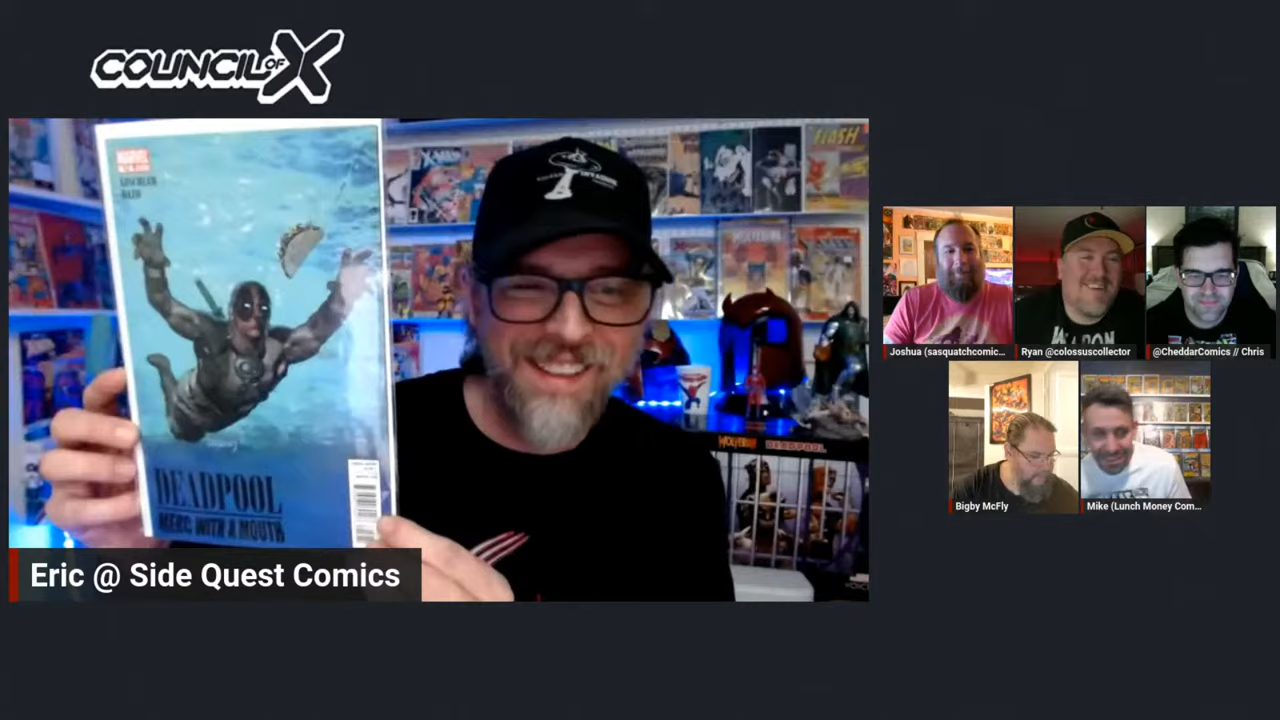 COUNCIL OF X
MARVEL
FLASH
X-MEN
DEADPOOL
MERC WITH A MOUTH
WOLVERINE DEADPOOL
Eric @ Side Quest Comics
Joshua (sasquatchcomic...
Ryan @colossuscollector
@CheddarComics // Chris
Bigby McFly
Mike (Lunch Money Com...